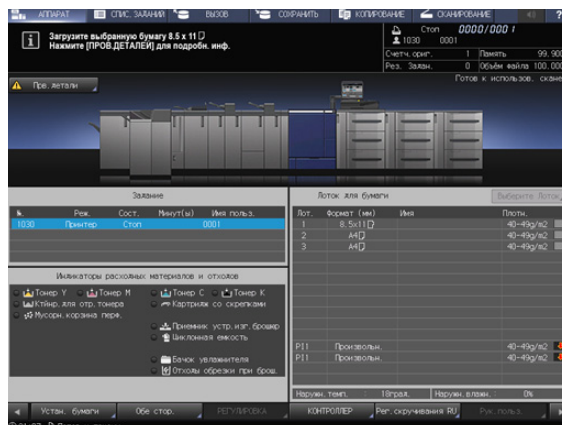 АППАРАТ СПИС. ЗАДАНИЙ ВЫЗОВ СОХРАНИТЬ КОПИРОВАНИЕ СКАНИРОВАНИЕ ?
Загрузите выбранную бумагу 8.5 x 11
Нажмите [ПРОВ.ДЕТАЛЕЙ] для подробн. инф.
Стоп 0000/0001
1030 0001
Счетч. ориг. 1 Память 99.900
Рез. Задан. 0 Объём файла 100.000
Готов к использов. скане
Пров. детали
Задание
№. Реж. Сост. Минут(ы) Имя польз.
1030 Принтер Стоп 0001
Индикаторы расходных материалов и отходов
Тонер Y Тонер M Тонер C Тонер K
Ктйнр. для отр. тонера Картридж со скрепками
Мусорн. корзина перф.
Приемник устр. изг. брошюр
Циклонная емкость
Бачок увлажнителя
Отходы обрезки при брош.
Лоток для бумаги Выберите Лоток
Лот. Формат (мм) Имя Плотн.
1 8.5x11 40-49g/m2
2 A4 40-49g/m2
3 A4 40-49g/m2
PI1 Произвольн. 40-49g/m2
PI1 Произвольн. 40-49g/m2
Наружн. темп. : 18град. Наружн. влажн. : 0%
Устан. бумаги Обе стор. РЕГУЛИРОВКА КОНТРОЛЛЕР Рег. скручивания RU Рук. польз.